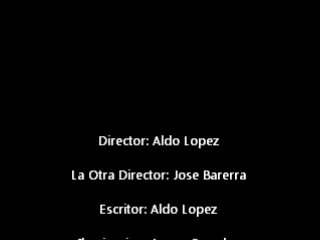 Director: Aldo Lopez
La Otra Director: Jose Barerra
Escritor: Aldo Lopez